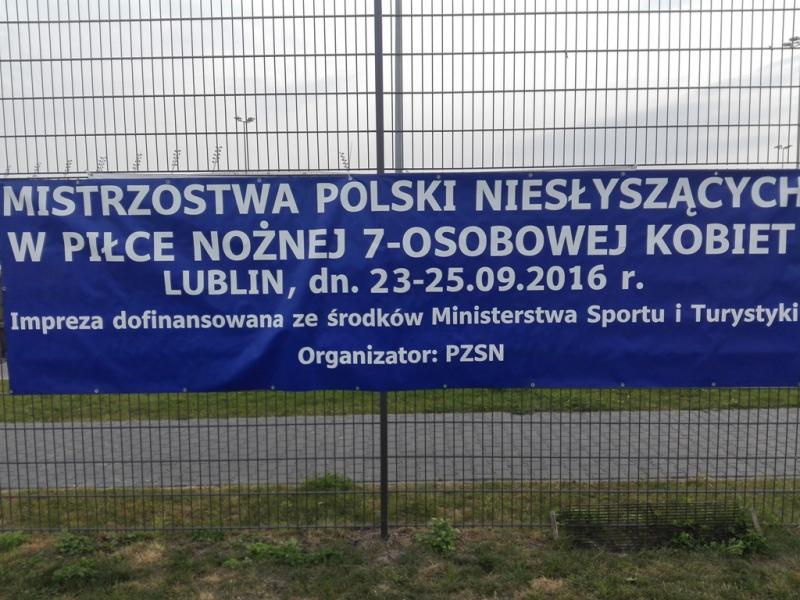 MISTRZOSTWA POLSKI NIESŁYSZĄCYCH
W PIŁCE NOŻNEJ 7-OSOBOWEJ KOBIET
LUBLIN, dn. 23-25.09.2016 r.
Impreza dofinansowana ze środków Ministerstwa Sportu i Turystyki
Organizator: PZSN